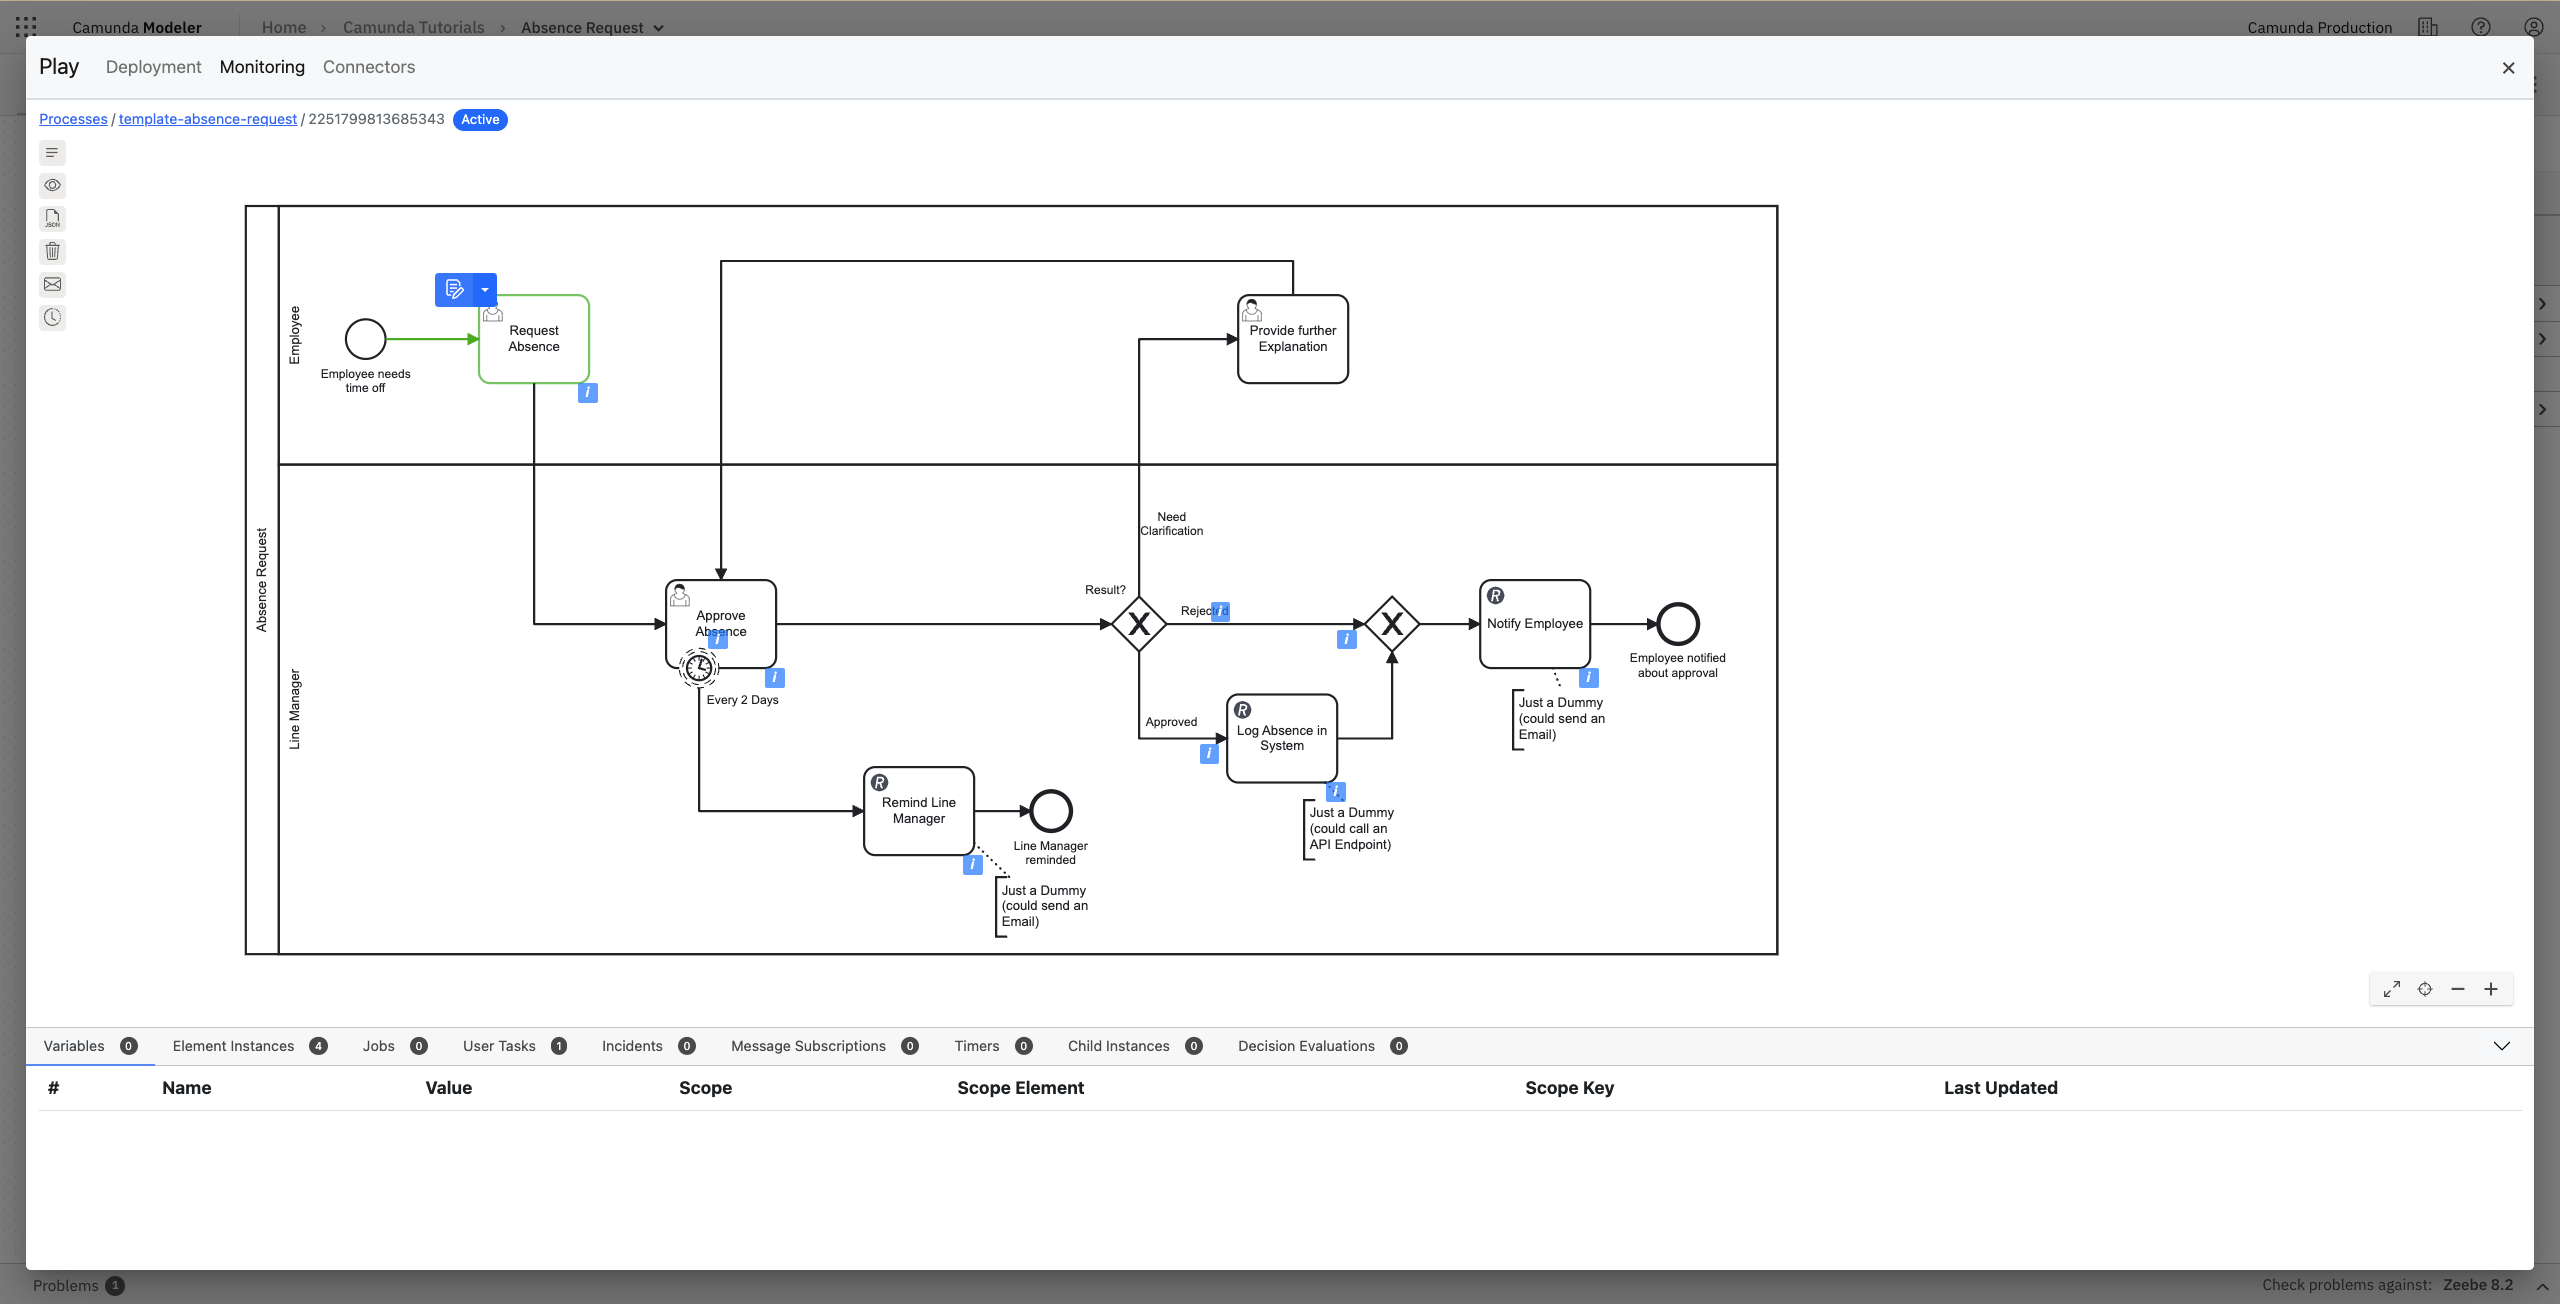 Camunda Modeler Home › Camunda Tutorials › Absence Request Camunda Production
Play Deployment Monitoring Connectors
Processes / template-absence-request / 2251799813685343 Active
JSON
Absence Request
Employee
Line Manager
Employee needs
time off
Request
Absence
Provide further
Explanation
Need
Clarification
Approve
Absence
Every 2 Days
Result?
Rejected
Approved
Notify Employee
Employee notified
about approval
Just a Dummy
(could send an
Email)
Log Absence in
System
Just a Dummy
(could call an
API Endpoint)
Remind Line
Manager
Line Manager
reminded
Just a Dummy
(could send an
Email)
Variables 0 Element Instances 4 Jobs 0 User Tasks 1 Incidents 0 Message Subscriptions 0 Timers 0 Child Instances 0 Decision Evaluations 0
# Name Value Scope Scope Element Scope Key Last Updated
Problems 1 Check problems against: Zeebe 8.2